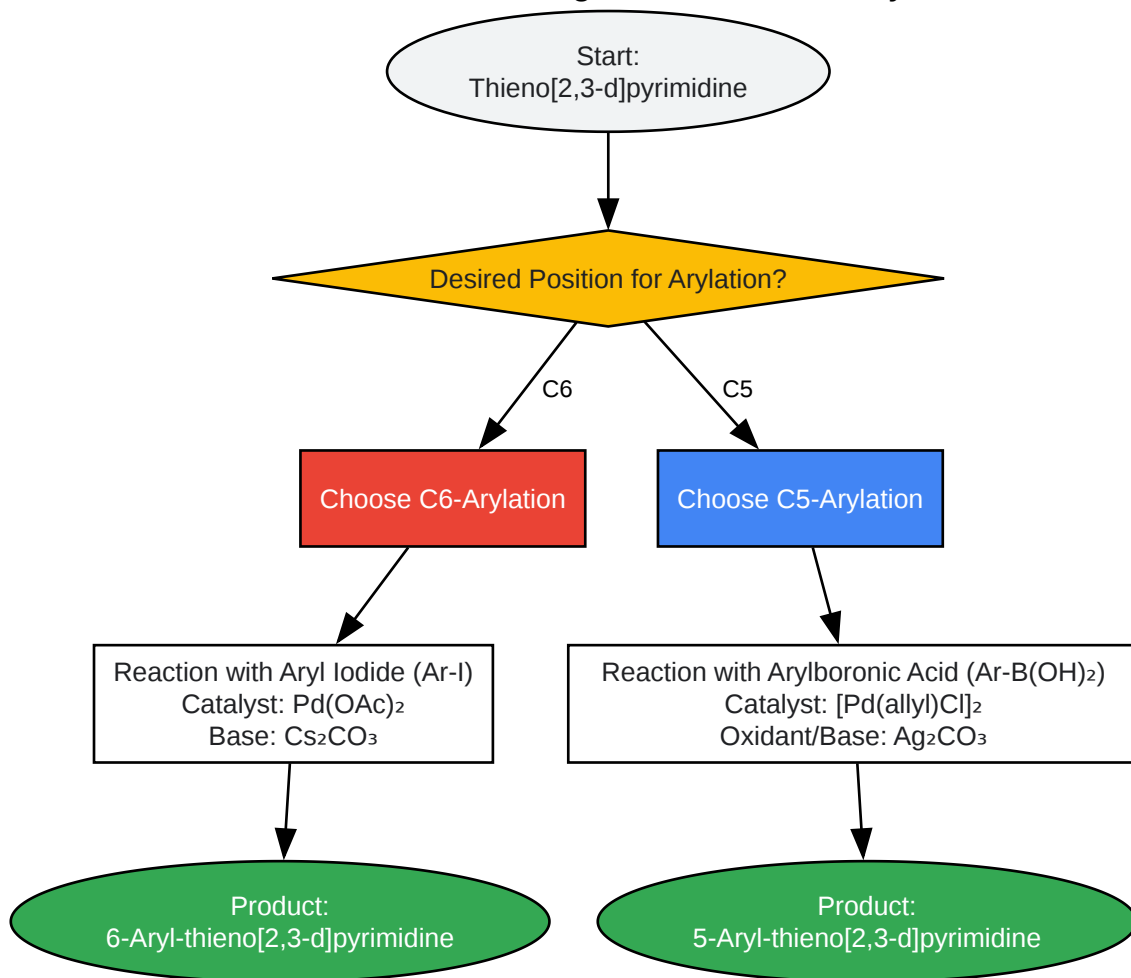 Start:
Thieno[2,3-d]pyrimidine
Desired Position for Arylation?
C6
C5
Choose C6-Arylation
Choose C5-Arylation
Reaction with Aryl Iodide (Ar-I)
Catalyst: Pd(OAc)₂
Base: Cs₂CO₃
Reaction with Arylboronic Acid (Ar-B(OH)₂)
Catalyst: [Pd(allyl)Cl]₂
Oxidant/Base: Ag₂CO₃
Product:
6-Aryl-thieno[2,3-d]pyrimidine
Product:
5-Aryl-thieno[2,3-d]pyrimidine